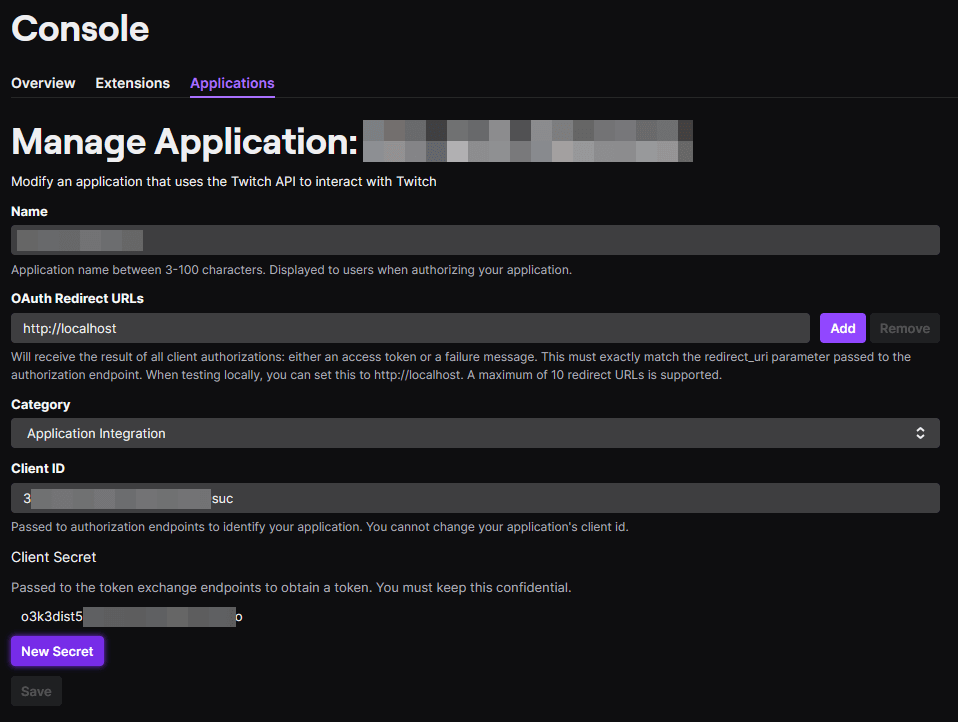 Console
Overview Extensions Applications
Manage Application:
Modify an application that uses the Twitch API to interact with Twitch
Name
Application name between 3-100 characters. Displayed to users when authorizing your application.
OAuth Redirect URLs
http://localhost Add Remove
Will receive the result of all client authorizations: either an access token or a failure message. This must exactly match the redirect_uri parameter passed to the
authorization endpoint. When testing locally, you can set this to http://localhost. A maximum of 10 redirect URLs is supported.
Category
Application Integration
Client ID
3 suc
Passed to authorization endpoints to identify your application. You cannot change your application's client id.
Client Secret
Passed to the token exchange endpoints to obtain a token. You must keep this confidential.
o3k3dist5 o
New Secret
Save